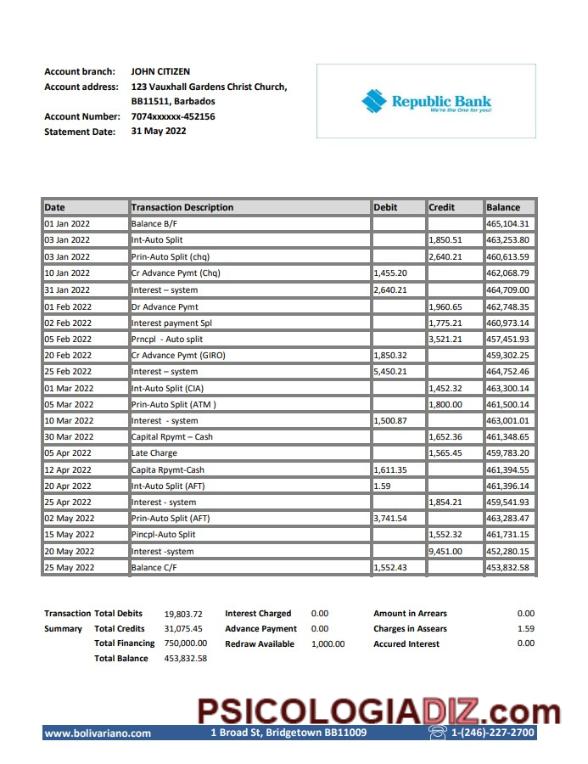 Account branch: JOHN CITIZEN
Account address: 123 Vauxhall Gardens Christ Church,
BB11511, Barbados
Account Number: 7074xxxxxx-452156
Statement Date: 31 May 2022
Republic Bank
We're the One for you!
Date Transaction Description Debit Credit Balance
01 Jan 2022 Balance B/F 465,104.31
03 Jan 2022 Int-Auto Split 1,850.51 463,253.80
03 Jan 2022 Prin-Auto Split (chq) 2,640.21 460,613.59
10 Jan 2022 Cr Advance Pymt (Chq) 1,455.20 462,068.79
31 Jan 2022 Interest – system 2,640.21 464,709.00
01 Feb 2022 Dr Advance Pymt 1,960.65 462,748.35
02 Feb 2022 Interest payment Spl 1,775.21 460,973.14
05 Feb 2022 Prncpl - Auto split 3,521.21 457,451.93
20 Feb 2022 Cr Advance Pymt (GIRO) 1,850.32 459,302.25
25 Feb 2022 Interest – system 5,450.21 464,752.46
01 Mar 2022 Int-Auto Split (CIA) 1,452.32 463,300.14
05 Mar 2022 Prin-Auto Split (ATM ) 1,800.00 461,500.14
10 Mar 2022 Interest - system 1,500.87 463,001.01
30 Mar 2022 Capital Rpymt – Cash 1,652.36 461,348.65
05 Apr 2022 Late Charge 1,565.45 459,783.20
12 Apr 2022 Capita Rpymt-Cash 1,611.35 461,394.55
20 Apr 2022 Int-Auto Split (AFT) 1.59 461,396.14
25 Apr 2022 Interest - system 1,854.21 459,541.93
02 May 2022 Prin-Auto Split (AFT) 3,741.54 463,283.47
15 May 2022 Pincpl-Auto Split 1,552.32 461,731.15
20 May 2022 Interest -system 9,451.00 452,280.15
25 May 2022 Balance C/F 1,552.43 453,832.58
Transaction Total Debits 19,803.72 Interest Charged 0.00 Amount in Arrears 0.00
Summary Total Credits 31,075.45 Advance Payment 0.00 Charges in Assears 1.59
Total Financing 750,000.00 Redraw Available 1,000.00 Accured Interest 0.00
Total Balance 453,832.58
PSICOLOGIADIZ.com
www.bolivariano.com 1 Broad St, Bridgetown BB11009 1-(246)-227-2700